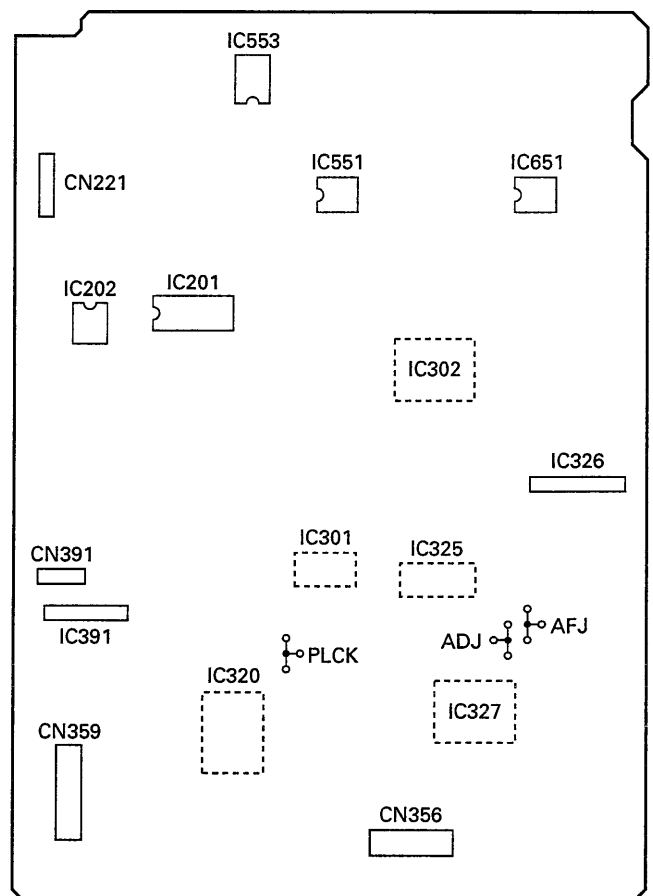 IC553
IC551
IC651
CN221
IC202
IC201
IC302
IC326
IC301
IC325
CN391
IC391
AFJ
ADJ
PLCK
IC320
IC327
CN359
CN356